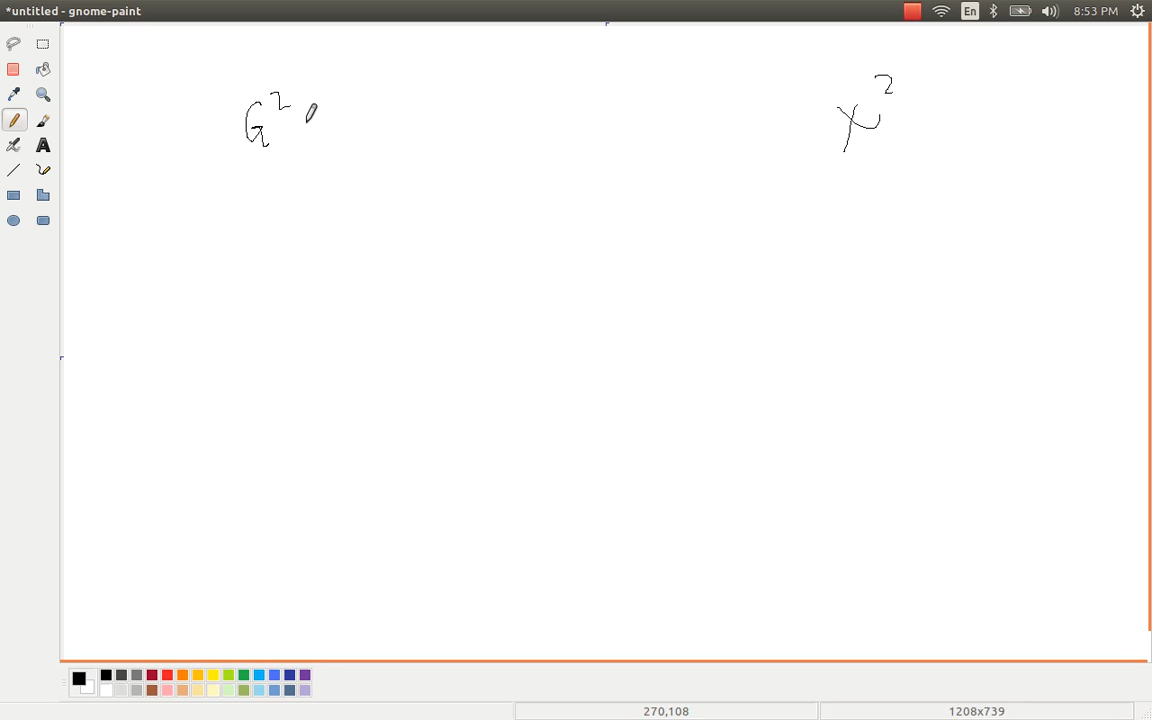 *untitled - gnome-paint
En 8:53 PM
G² X²
A
270,108 1208x739